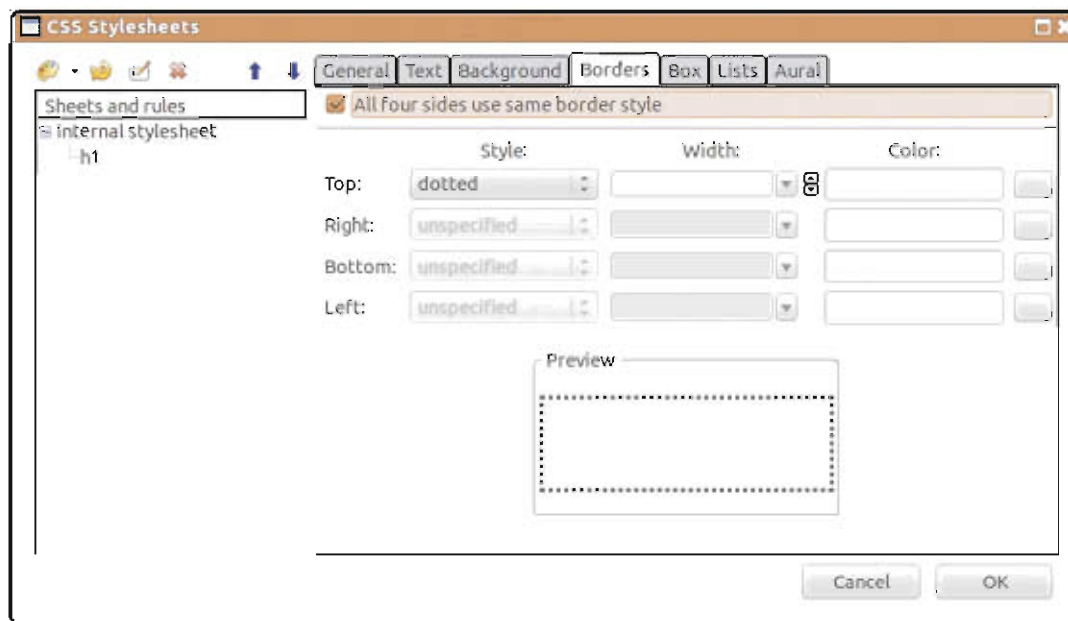 CSS Stylesheets
General Text Background Borders Box Lists Aural
Sheets and rules
internal stylesheet
h1
All four sides use same border style
Style: Width: Color:
Top: dotted
Right: unspecified
Bottom: unspecified
Left: unspecified
Preview
Cancel OK